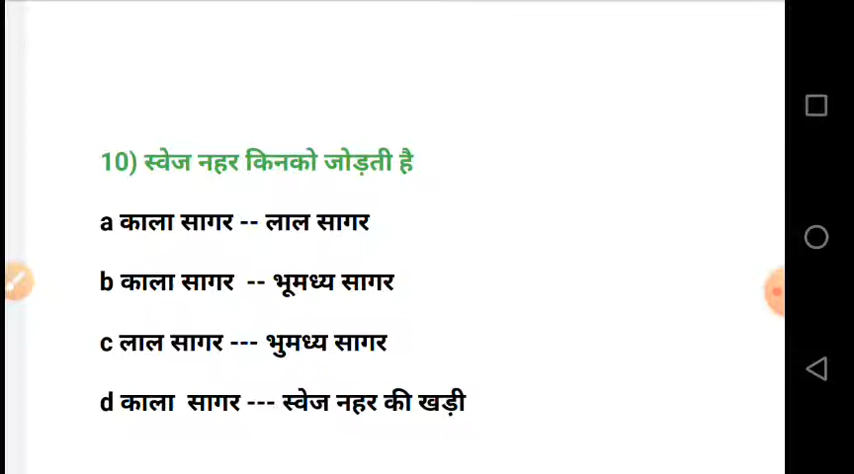 10) स्वेज नहर किनको जोड़ती है
a काला सागर -- लाल सागर
b काला सागर -- भूमध्य सागर
c लाल सागर --- भुमध्य सागर
d काला सागर --- स्वेज नहर की खड़ी